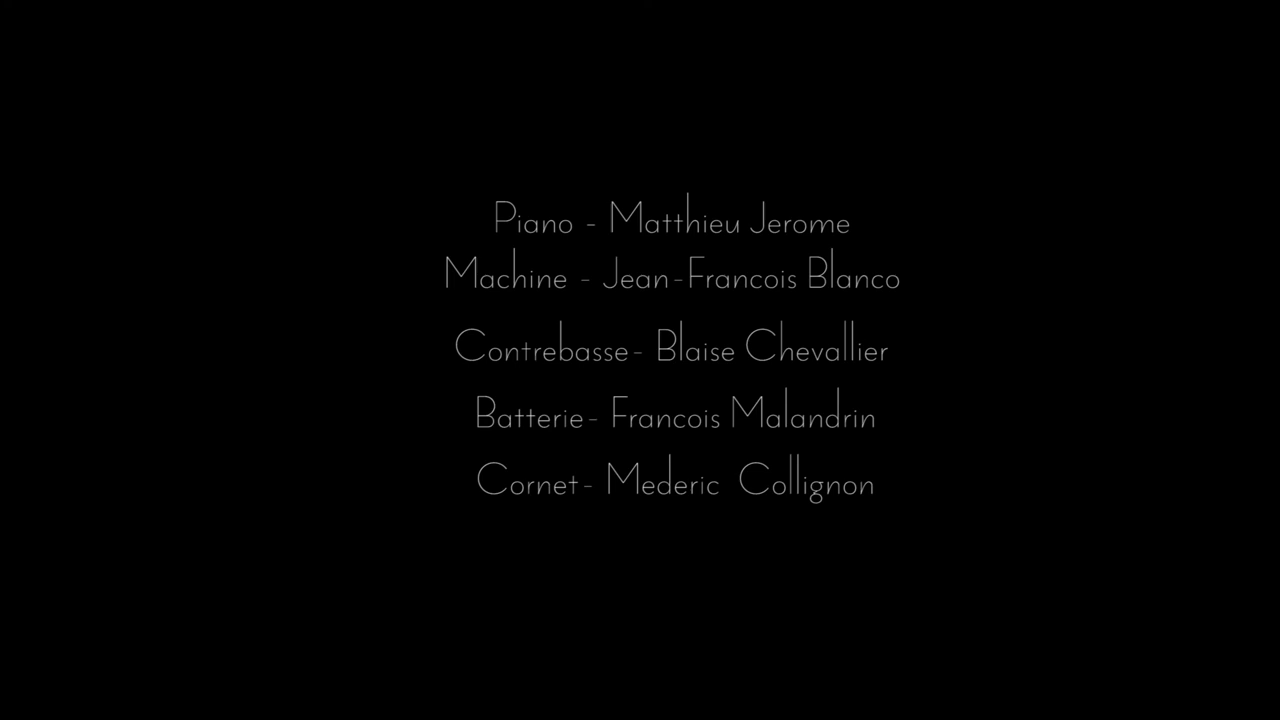 Piano - Matthieu Jerome
Machine - Jean-Francois Blanco
Contrebasse- Blaise Chevallier
Batterie- Francois Malandrin
Cornet- Mederic Collignon